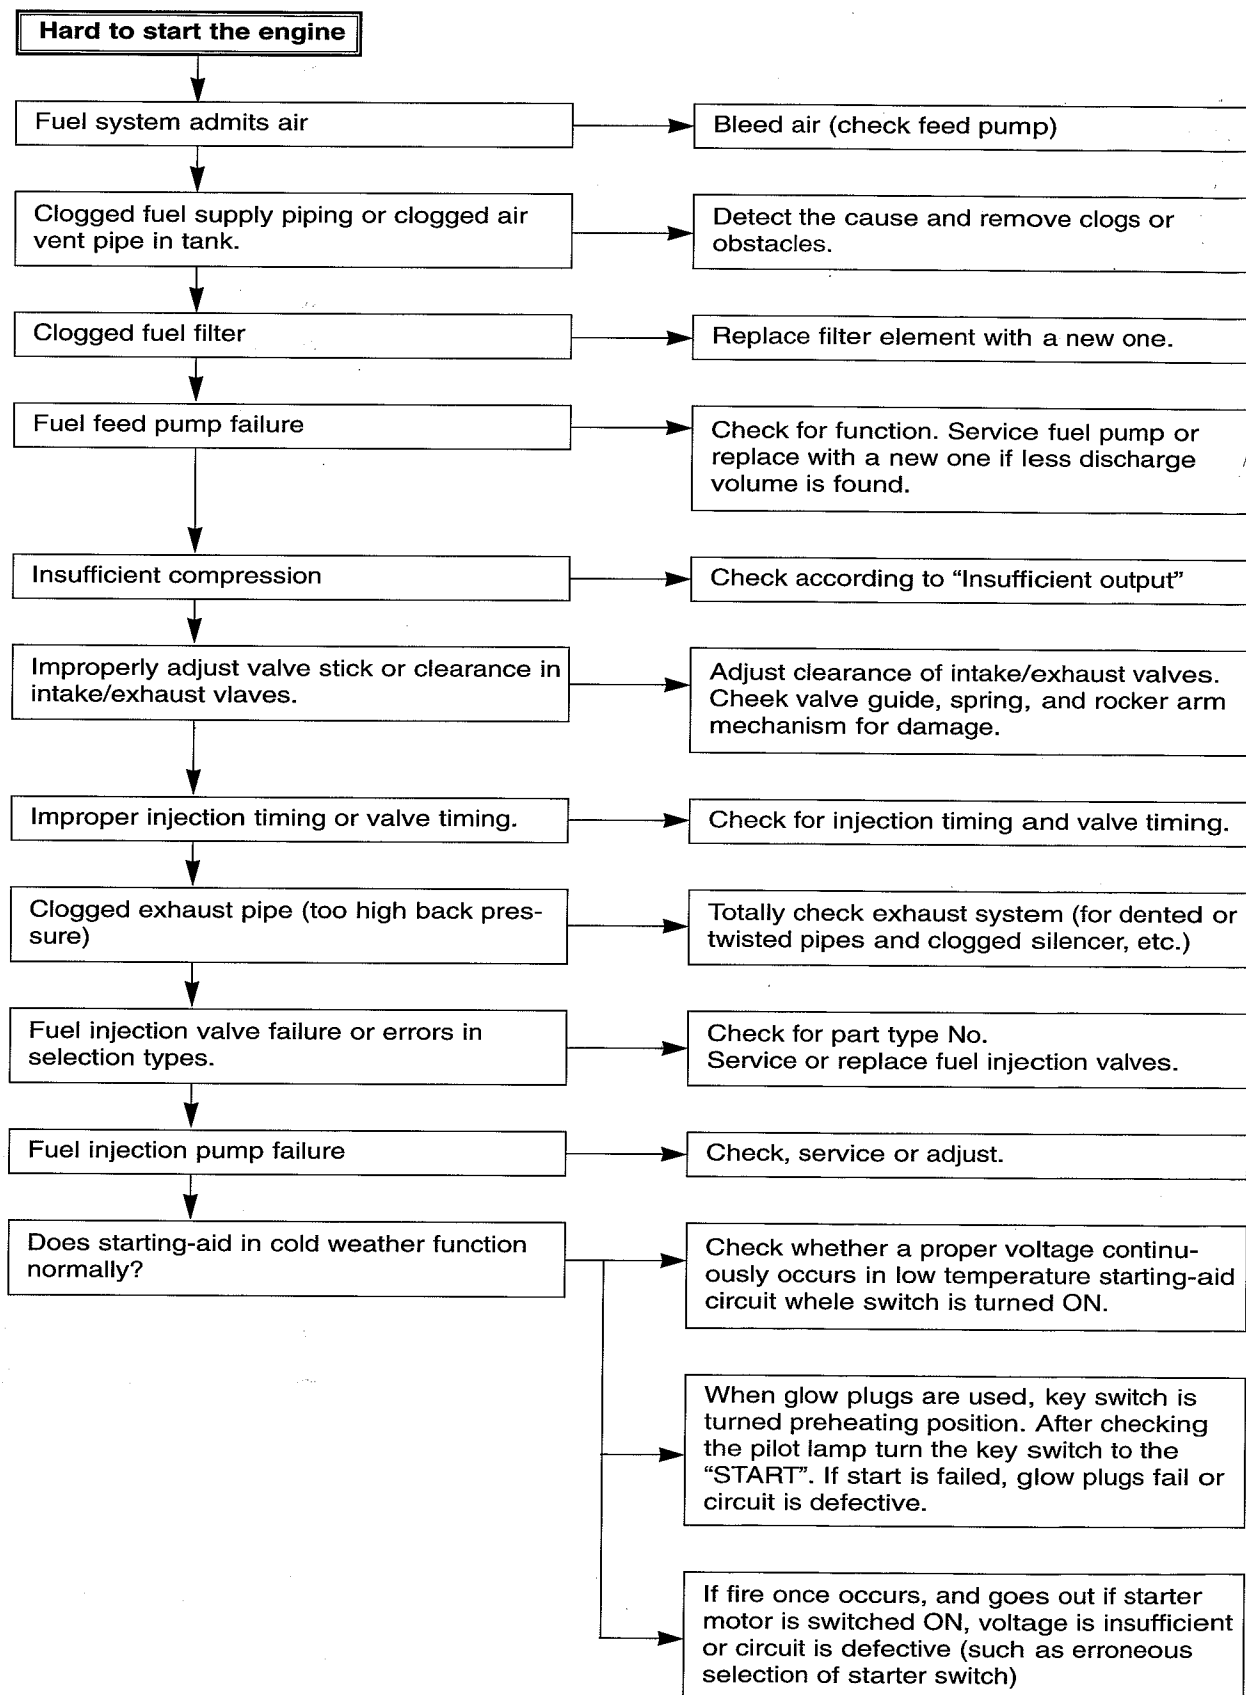 Hard to start the engine
Fuel system admits air
Bleed air (check feed pump)
Clogged fuel supply piping or clogged air
vent pipe in tank.
Detect the cause and remove clogs or
obstacles.
Clogged fuel filter
Replace filter element with a new one.
Fuel feed pump failure
Check for function. Service fuel pump or
replace with a new one if less discharge
volume is found.
Insufficient compression
Check according to “Insufficient output”
Improperly adjust valve stick or clearance in
intake/exhaust vlaves.
Adjust clearance of intake/exhaust valves.
Cheek valve guide, spring, and rocker arm
mechanism for damage.
Improper injection timing or valve timing.
Check for injection timing and valve timing.
Clogged exhaust pipe (too high back pres-
sure)
Totally check exhaust system (for dented or
twisted pipes and clogged silencer, etc.)
Fuel injection valve failure or errors in
selection types.
Check for part type No.
Service or replace fuel injection valves.
Fuel injection pump failure
Check, service or adjust.
Does starting-aid in cold weather function
normally?
Check whether a proper voltage continu-
ously occurs in low temperature starting-aid
circuit whele switch is turned ON.
When glow plugs are used, key switch is
turned preheating position. After checking
the pilot lamp turn the key switch to the
“START”. If start is failed, glow plugs fail or
circuit is defective.
If fire once occurs, and goes out if starter
motor is switched ON, voltage is insufficient
or circuit is defective (such as erroneous
selection of starter switch)